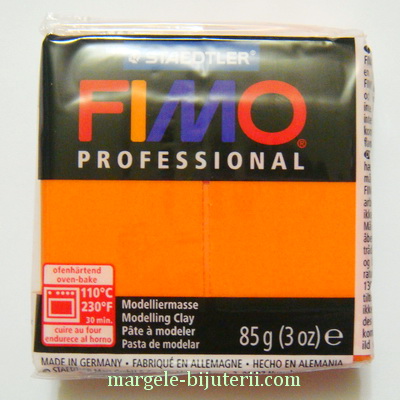 STAEDTLER
FIMO®
PROFESSIONAL
ofenhärtend
oven-bake
110°C
230°F
30 min.
cuire au four
endurece al horno
Modelliermasse
Modelling Clay
Pâte à modeler
Pasta de modelar
85 g (3 oz) e
MADE IN GERMANY • FABRIQUÉ EN ALLEMAGNE • HECHO EN ALEMANIA
margele-bijuterii.com